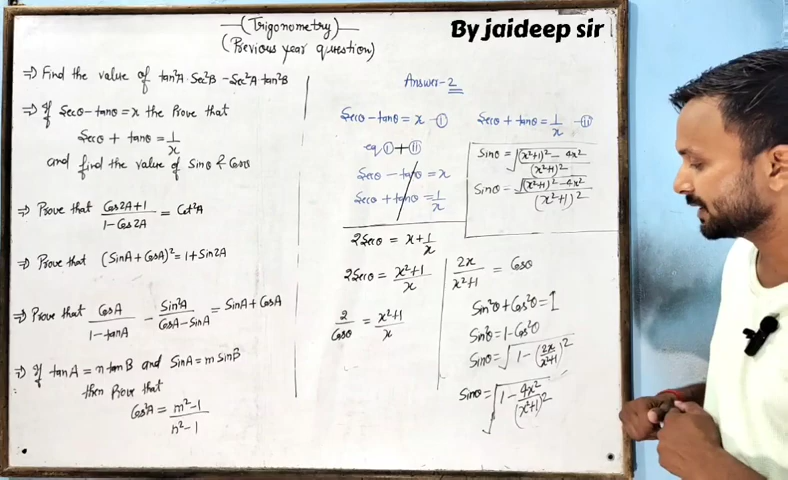 (Trigonometry)
(Previous year question)
By jaideep sir
⇒ Find the value of tan²A · Sec²B − Sec²A tan²B
⇒ If Secθ − tanθ = x the Prove that
Secθ + tanθ = 1/x
and find the value of Sinθ & Cosθ
⇒ Prove that (Cos2A+1)/(1−Cos2A) = Cot²A
⇒ Prove that (SinA + CosA)² = 1 + Sin2A
⇒ Prove that CosA/(1−tanA) − Sin²A/(CosA−SinA) = SinA + CosA
⇒ If tanA = n tanB and SinA = m SinB
then Prove that
Cos²A = (m²−1)/(n²−1)
Answer-2
Secθ − tanθ = x −①
eq ① + ⑪
Secθ − tanθ = x
Secθ + tanθ = 1/x
2Secθ = x + 1/x
2Secθ = (x²+1)/x
2/Cosθ = (x²+1)/x
Secθ + tanθ = 1/x −⑪
Sinθ = √((x²+1)² − 4x²)/(x²+1)²
Sinθ = √((x²+1)² − 4x²)/(x²+1)²
2x/(x²+1) = Cosθ
Sin²θ + Cos²θ = 1
Sin²θ = 1 − Cos²θ
Sinθ = √(1 − (2x/(x²+1))²)
Sinθ = √(1 − 4x²/(x²+1)²)